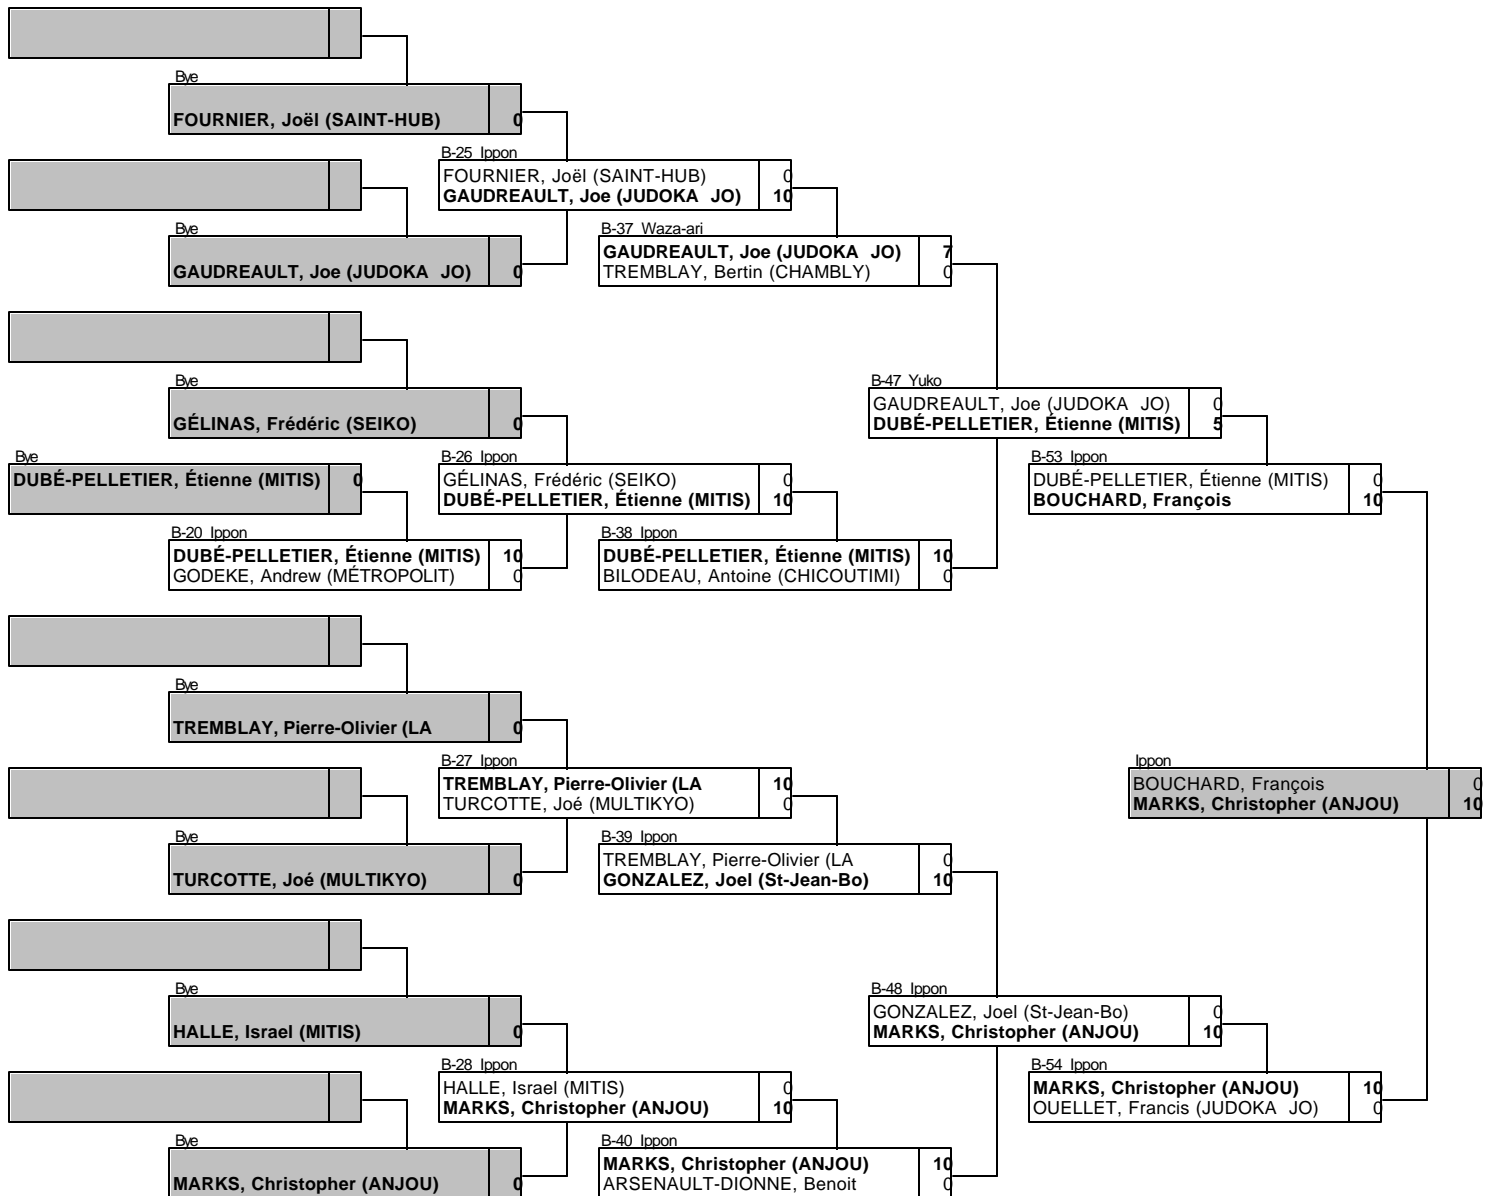 Bye
FOURNIER, Joël (SAINT-HUB) 0
B-25 Ippon
FOURNIER, Joël (SAINT-HUB) 0
GAUDREAULT, Joe (JUDOKA JO) 10
Bye
GAUDREAULT, Joe (JUDOKA JO) 0
B-37 Waza-ari
GAUDREAULT, Joe (JUDOKA JO) 7
TREMBLAY, Bertin (CHAMBLY) 0
Bye
GÉLINAS, Frédéric (SEIKO) 0
B-47 Yuko
GAUDREAULT, Joe (JUDOKA JO) 0
DUBÉ-PELLETIER, Étienne (MITIS) 5
Bye
DUBÉ-PELLETIER, Étienne (MITIS) 0
B-26 Ippon
GÉLINAS, Frédéric (SEIKO) 0
DUBÉ-PELLETIER, Étienne (MITIS) 10
B-53 Ippon
DUBÉ-PELLETIER, Étienne (MITIS) 0
BOUCHARD, François 10
B-20 Ippon
DUBÉ-PELLETIER, Étienne (MITIS) 10
GODEKE, Andrew (MÉTROPOLIT) 0
B-38 Ippon
DUBÉ-PELLETIER, Étienne (MITIS) 10
BILODEAU, Antoine (CHICOUTIMI) 0
Bye
TREMBLAY, Pierre-Olivier (LA 0
B-27 Ippon
TREMBLAY, Pierre-Olivier (LA 10
TURCOTTE, Joé (MULTIKYO) 0
Ippon
BOUCHARD, François 0
MARKS, Christopher (ANJOU) 10
Bye
TURCOTTE, Joé (MULTIKYO) 0
B-39 Ippon
TREMBLAY, Pierre-Olivier (LA 0
GONZALEZ, Joel (St-Jean-Bo) 10
Bye
HALLE, Israel (MITIS) 0
B-48 Ippon
GONZALEZ, Joel (St-Jean-Bo) 0
MARKS, Christopher (ANJOU) 10
B-28 Ippon
HALLE, Israel (MITIS) 0
MARKS, Christopher (ANJOU) 10
B-54 Ippon
MARKS, Christopher (ANJOU) 10
OUELLET, Francis (JUDOKA JO) 0
Bye
MARKS, Christopher (ANJOU) 0
B-40 Ippon
MARKS, Christopher (ANJOU) 10
ARSENAULT-DIONNE, Benoit 0